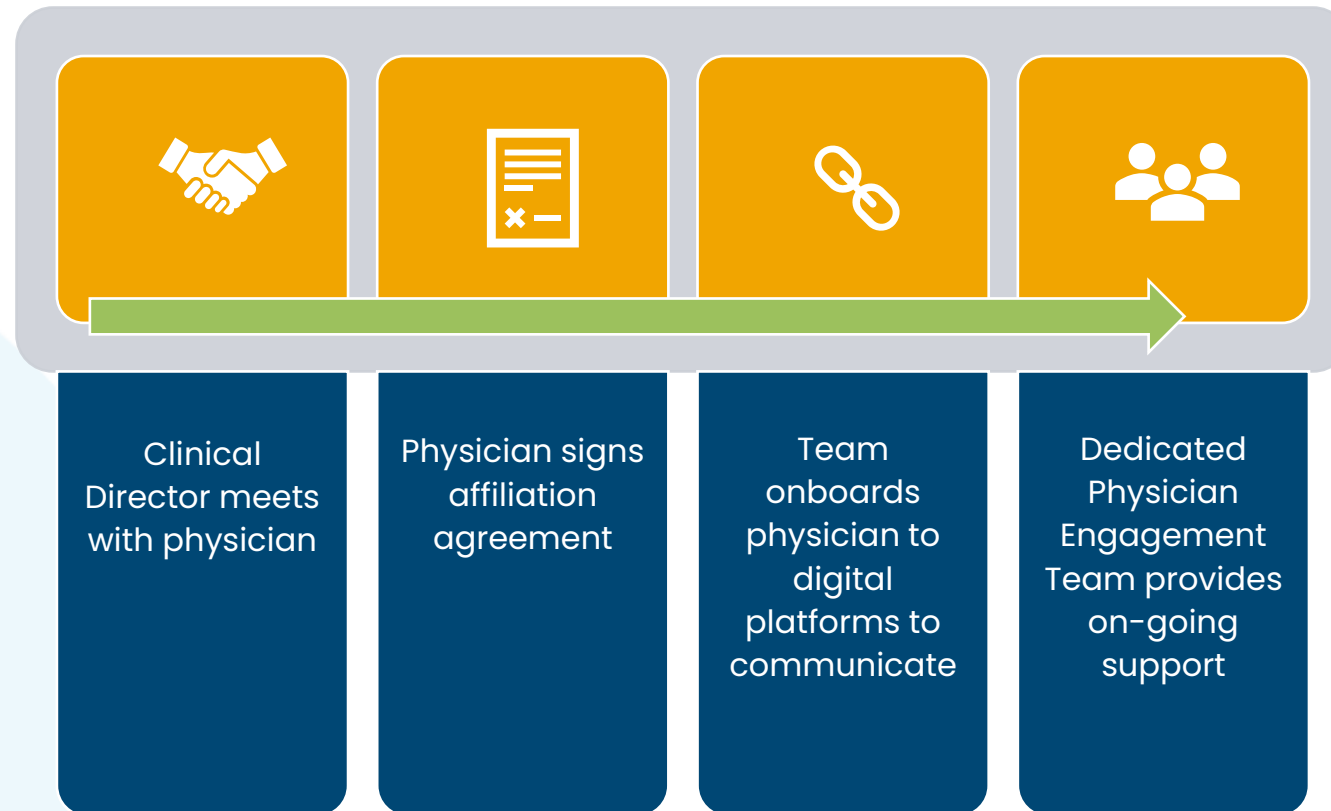 Clinical
Director meets
with physician
Physician signs
affiliation
agreement
Team
onboards
physician to
digital
platforms to
communicate
Dedicated
Physician
Engagement
Team provides
on-going
support